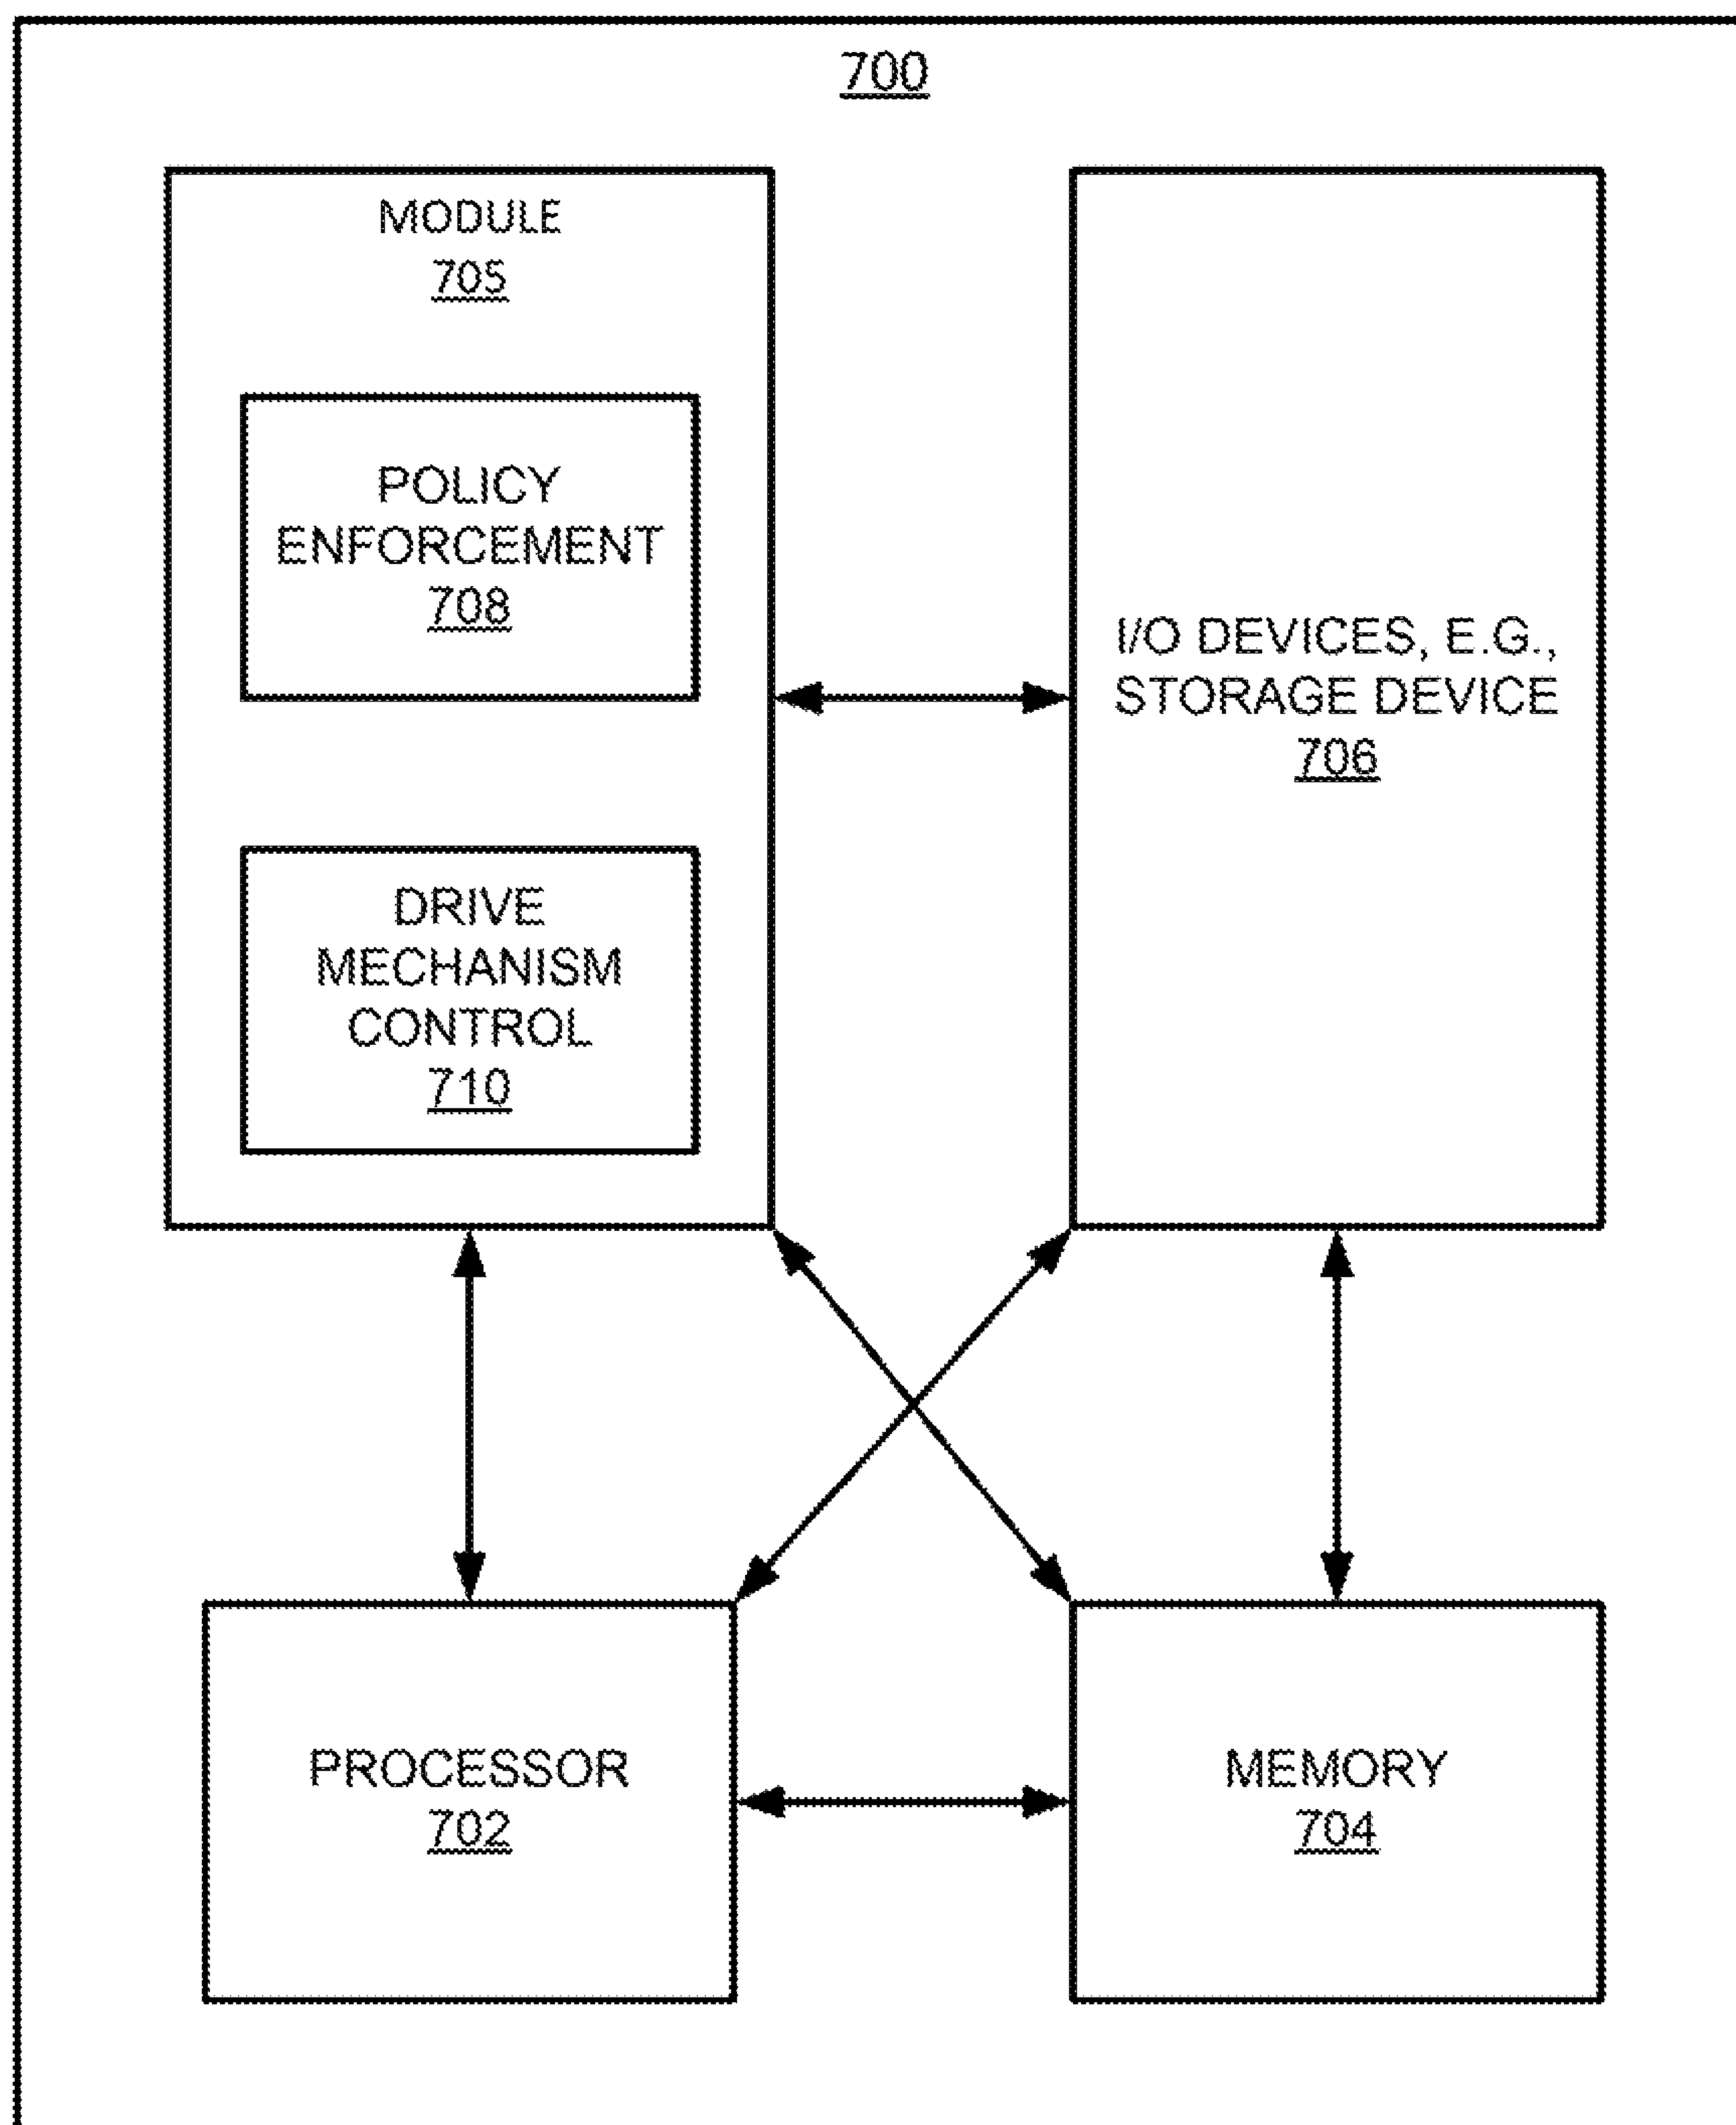 700
MODULE
705
POLICY
ENFORCEMENT
708
DRIVE
MECHANISM
CONTROL
710
I/O DEVICES, E.G.,
STORAGE DEVICE
706
PROCESSOR
702
MEMORY
704